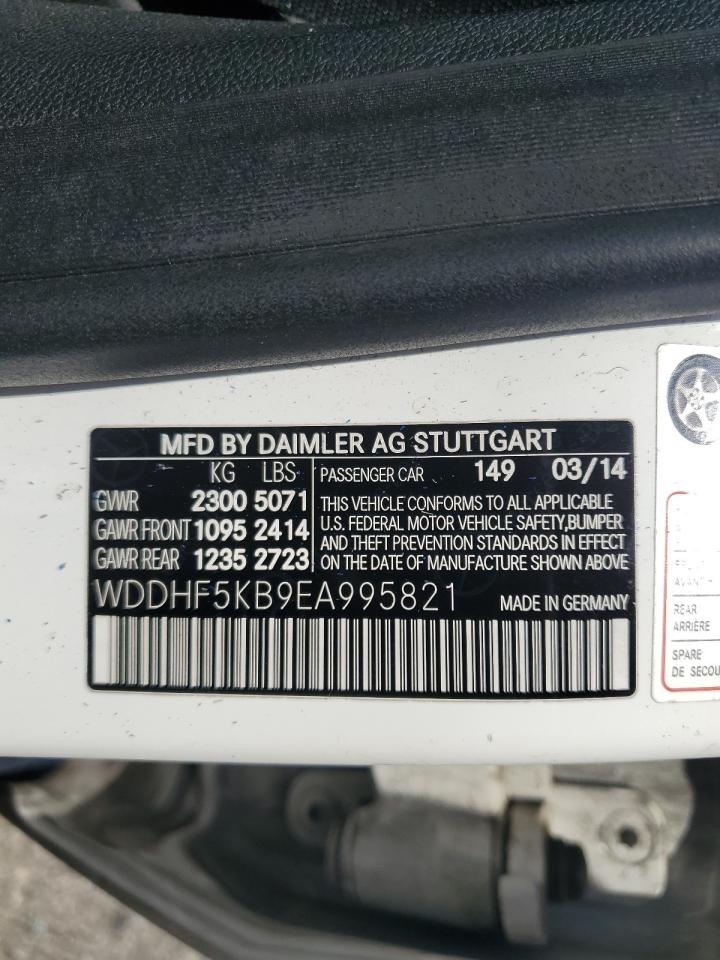 MFD BY DAIMLER AG STUTTGART
KG LBS
GVWR 2300 5071
GAWR FRONT 1095 2414
GAWR REAR 1235 2723
PASSENGER CAR 149 03/14
THIS VEHICLE CONFORMS TO ALL APPLICABLE
U.S. FEDERAL MOTOR VEHICLE SAFETY,BUMPER
AND THEFT PREVENTION STANDARDS IN EFFECT
ON THE DATE OF MANUFACTURE SHOWN ABOVE
WDDHF5KB9EA995821 MADE IN GERMANY
REAR
ARRIÈRE
SPARE